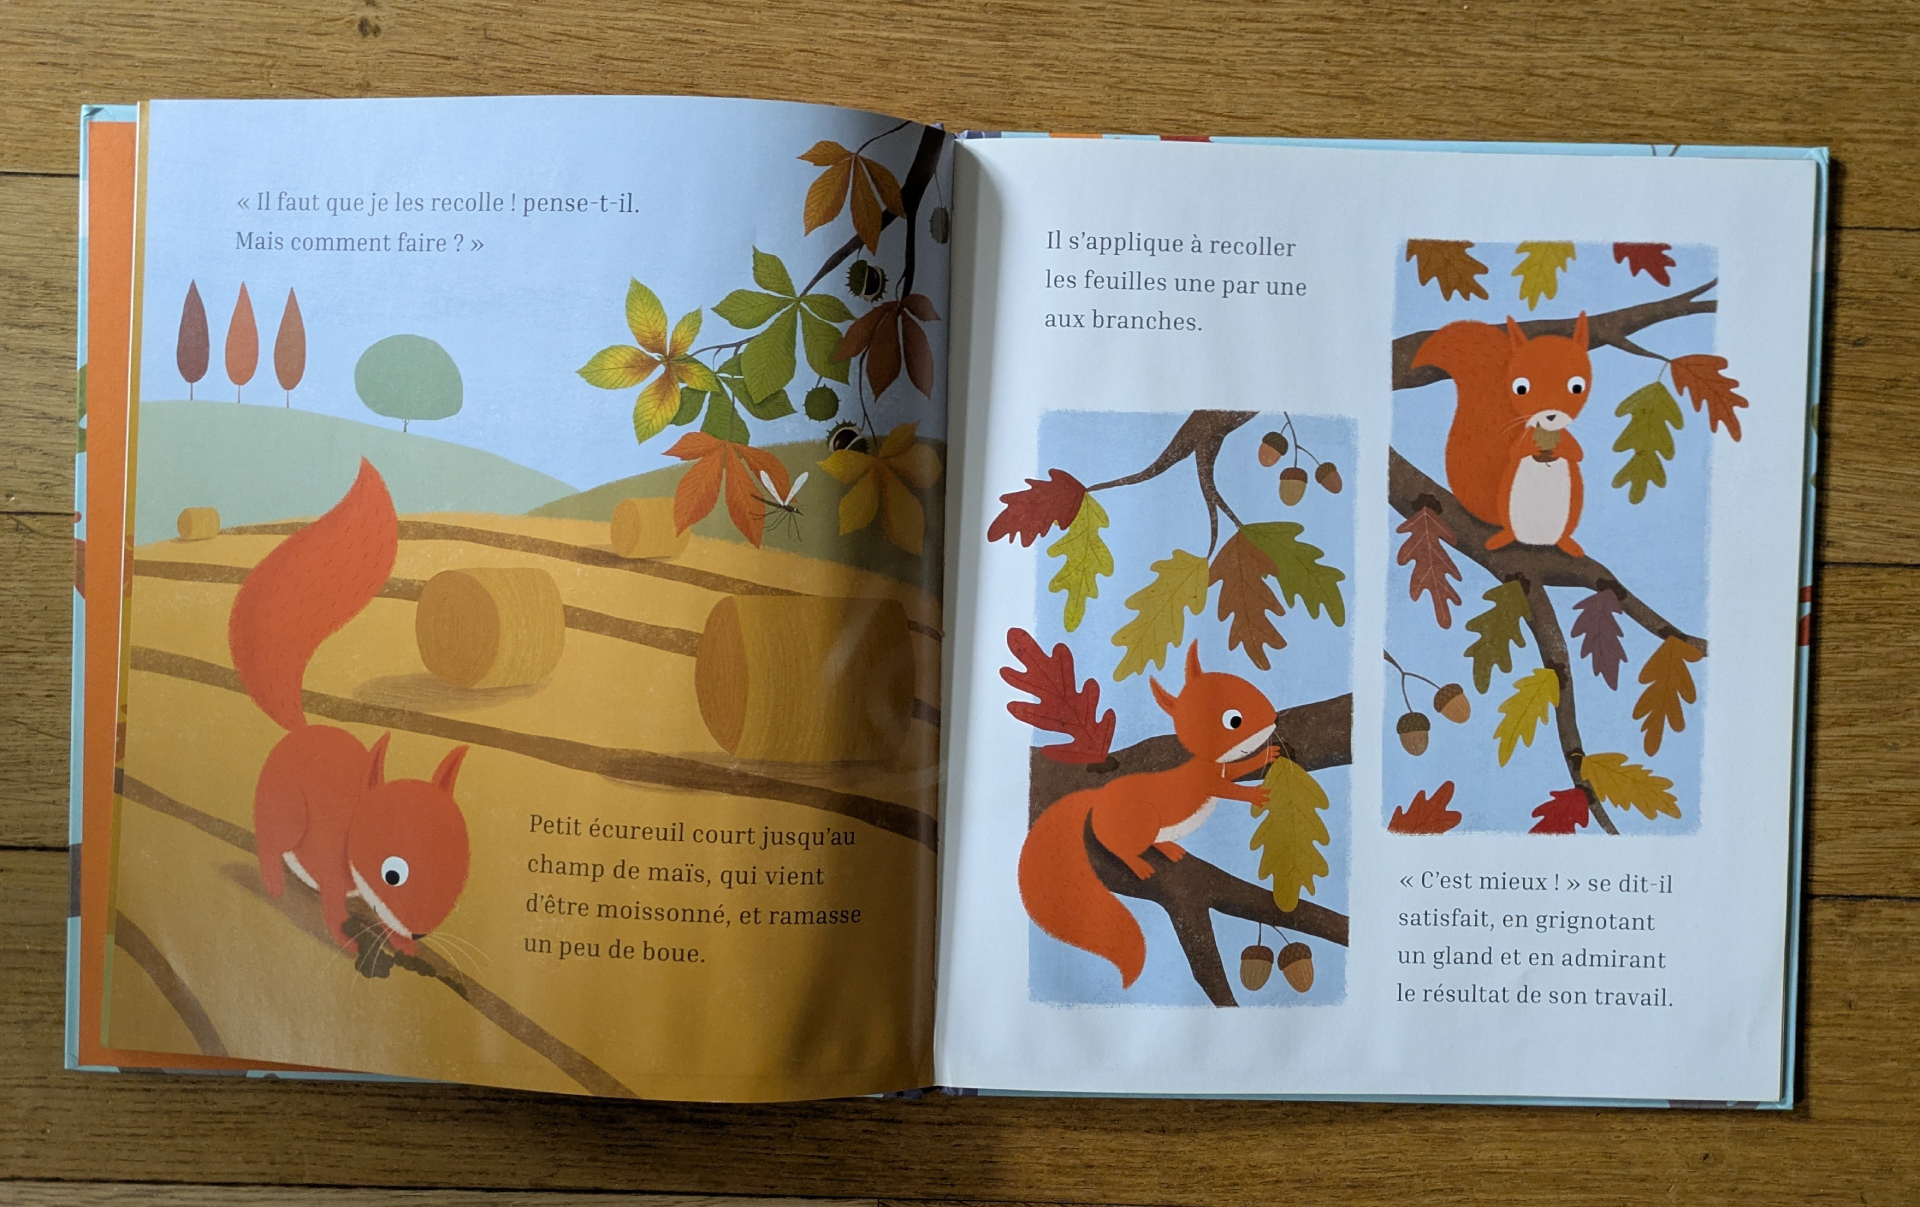 « Il faut que je les recolle ! pense-t-il.
Mais comment faire ? »
Petit écureuil court jusqu'au
champ de maïs, qui vient
d'être moissonné, et ramasse
un peu de boue.
Il s'applique à recoller
les feuilles une par une
aux branches.
« C'est mieux ! » se dit-il
satisfait, en grignotant
un gland et en admirant
le résultat de son travail.